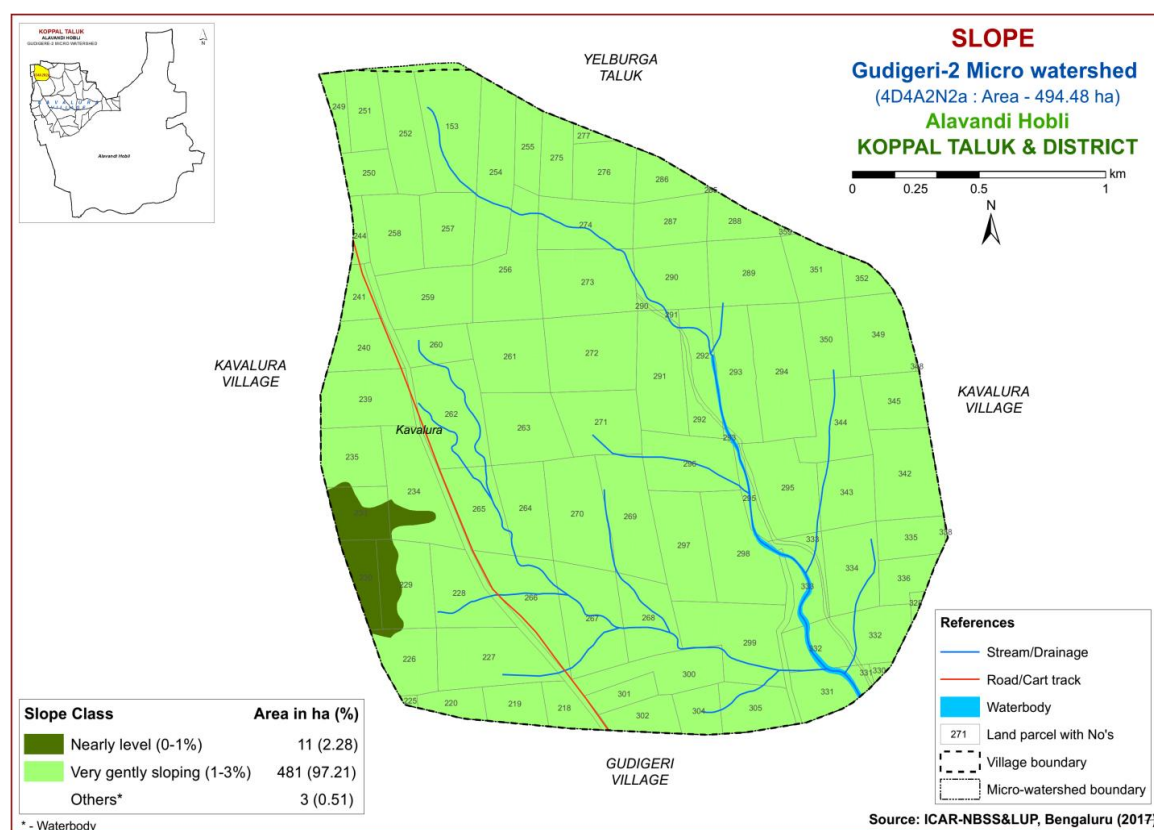 KOPPAL TALUK
ALAVANDI HOBLI
GUDIGERI-2 MICRO-WATERSHED
N
KAVALURA
VILLAGE
Alavandi Hobli
SLOPE
Gudigeri-2 Micro watershed
(4D4A2N2a : Area - 494.48 ha)
Alavandi Hobli
KOPPAL TALUK & DISTRICT
km
0 0.25 0.5 1
N
YELBURGA
TALUK
249 251 252 153 255 275 277 276 286
250 254 274 287 288 289
244 258 257 256 273 290 351 352
241 259 290 291 350 349
240 260 261 272 291 292 293 294
KAVALURA
VILLAGE
KAVALURA
VILLAGE
239 262 263 271 292 344 345
Kavalura
235 234 265 264 270 269 295 343 342
297 298 333 334 335 336
229 228 266 267 268 299 332 332
226 227 300 331 331 330
225 220 219 218 301 302 304 305
GUDIGERI
VILLAGE
Slope Class Area in ha (%)
Nearly level (0-1%) 11 (2.28)
Very gently sloping (1-3%) 481 (97.21)
Others* 3 (0.51)
* - Waterbody
References
Stream/Drainage
Road/Cart track
Waterbody
271 Land parcel with No's
Village boundary
Micro-watershed boundary
Source: ICAR-NBSS&LUP, Bengaluru (2017)